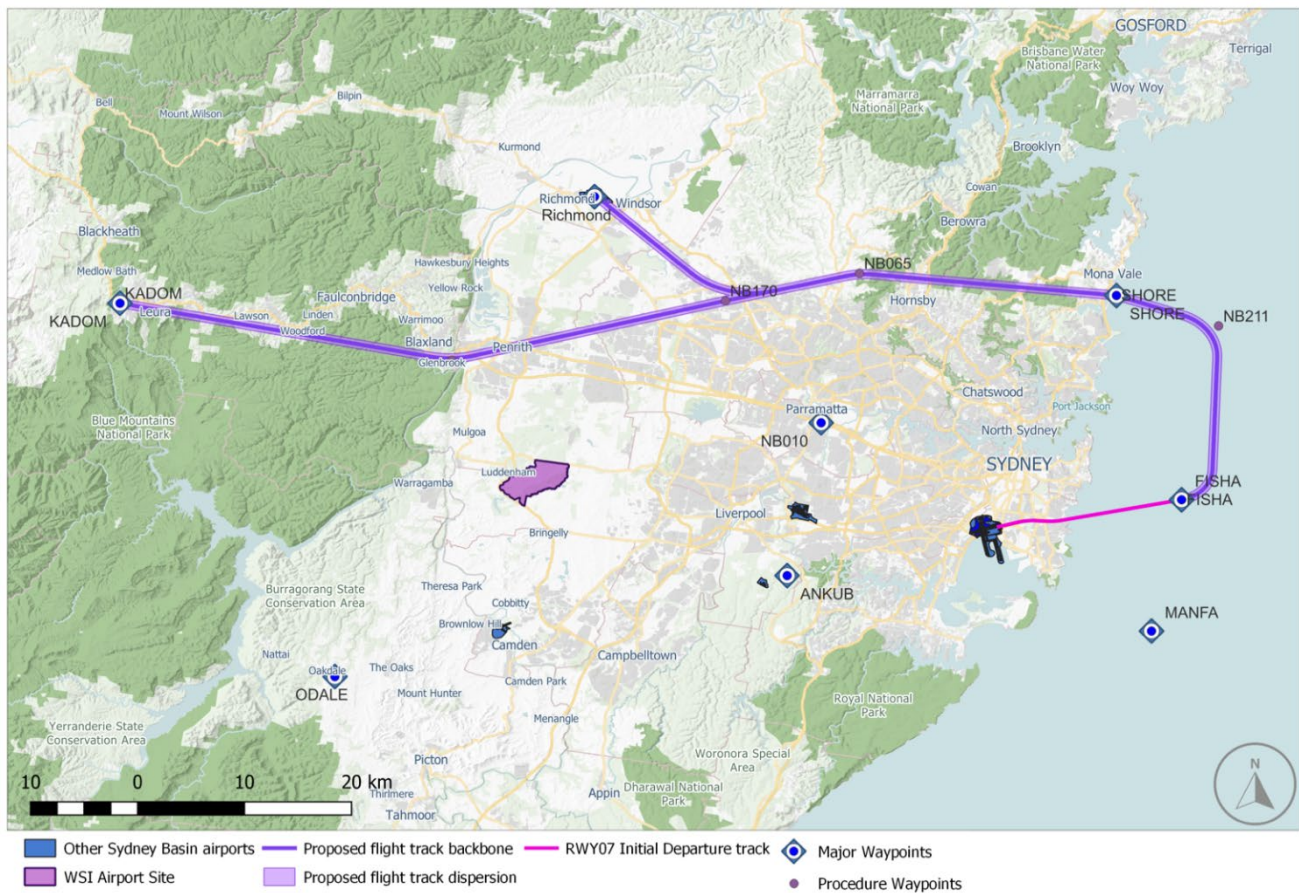 GOSFORD
Brisbane Water
National Park
Terrigal
Bell
Mount Wilson
Bilpin
Marramarra
National Park
Woy Woy
Kurmond
Brooklyn
Cowan
Richmond
Windsor
Richmond
Berowra
Blackheath
Medlow Bath
Hawkesbury Heights
Yellow Rock
NB065
Mona Vale
KADOM
KADOM
Leura
Faulconbridge
Linden
Lawson
Woodford
Warrimoo
Blaxland
Glenbrook
Penrith
NB170
Hornsby
SHORE
SHORE
NB211
Chatswood
Port Jackson
Blue Mountains
National Park
Mulgoa
Parramatta
NB010
North Sydney
SYDNEY
Luddenham
Warragamba
FISHA
FISHA
Liverpool
Bringelly
Burragorang State
Conservation Area
Theresa Park
Cobbitty
ANKUB
Brownlow Hill
Camden
MANFA
Nattai
Oakdale
The Oaks
Campbelltown
ODALE
Mount Hunter
Camden Park
Royal National
Park
Yerranderie State
Conservation Area
Menangle
Woronora Special
Area
Picton
N
10 0 10 20 km
Thirlmere
Tahmoor
Appin
Dharawal National
Park
Other Sydney Basin airports
Proposed flight track backbone
RWY07 Initial Departure track
Major Waypoints
WSI Airport Site
Proposed flight track dispersion
Procedure Waypoints